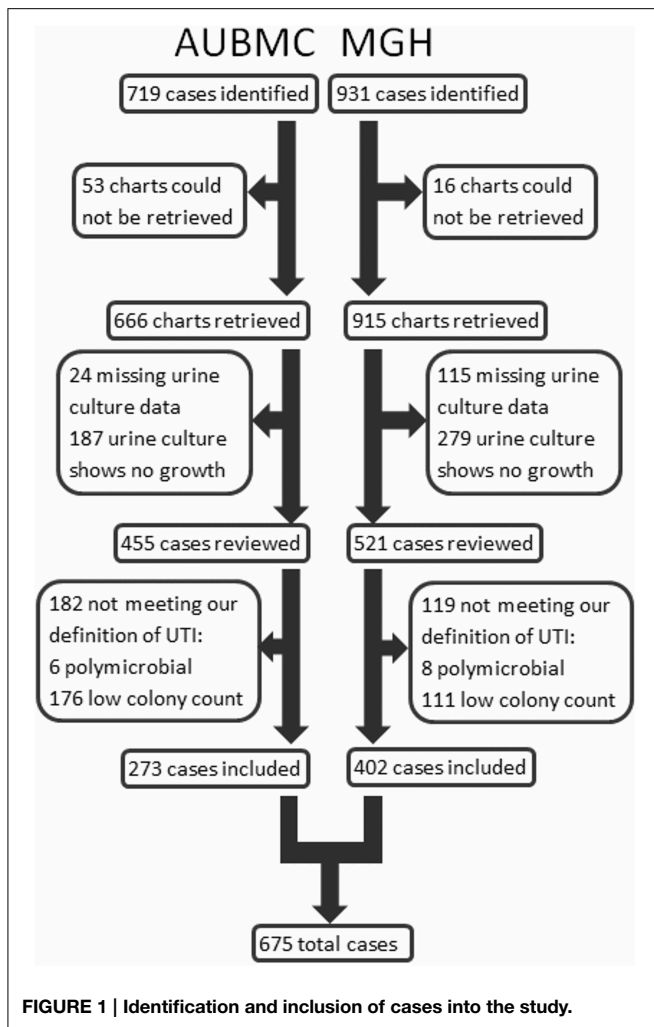 AUBMC MGH
719 cases identified
931 cases identified
53 charts could
not be retrieved
16 charts could
not be retrieved
666 charts retrieved
915 charts retrieved
24 missing urine
culture data
187 urine culture
shows no growth
115 missing urine
culture data
279 urine culture
shows no growth
455 cases reviewed
521 cases reviewed
182 not meeting our
definition of UTI:
6 polymicrobial
176 low colony count
119 not meeting our
definition of UTI:
8 polymicrobial
111 low colony count
273 cases included
402 cases included
675 total cases
FIGURE 1 | Identification and inclusion of cases into the study.